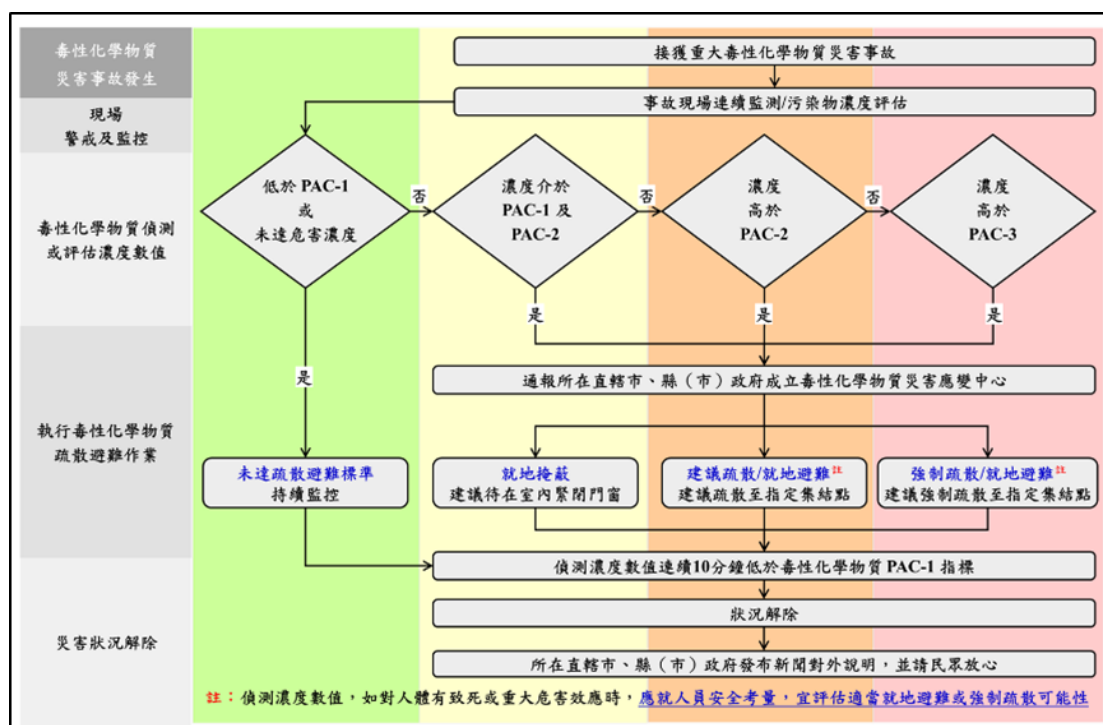 毒性化學物質
災害事故發生
接獲重大毒性化學物質災害事故
現場
警戒及監控
事故現場連續監測/污染物濃度評估
毒性化學物質偵測
或評估濃度數值
低於 PAC-1
或
未達危害濃度
否
濃度介於
PAC-1 及
PAC-2
否
濃度
高於
PAC-2
否
濃度
高於
PAC-3
是
是
是
是
通報所在直轄市、縣（市）政府成立毒性化學物質災害應變中心
執行毒性化學物質
疏散避難作業
未達疏散避難標準
持續監控
就地掩蔽
建議待在室內緊閉門窗
建議疏散/就地避難註
建議疏散至指定集結點
強制疏散/就地避難註
建議強制疏散至指定集結點
偵測濃度數值連續10分鐘低於毒性化學物質 PAC-1 指標
災害狀況解除
狀況解除
所在直轄市、縣（市）政府發布新聞對外說明，並請民眾放心
註：偵測濃度數值，如對人體有致死或重大危害效應時，應就人員安全考量，宜評估適當就地避難或強制疏散可能性